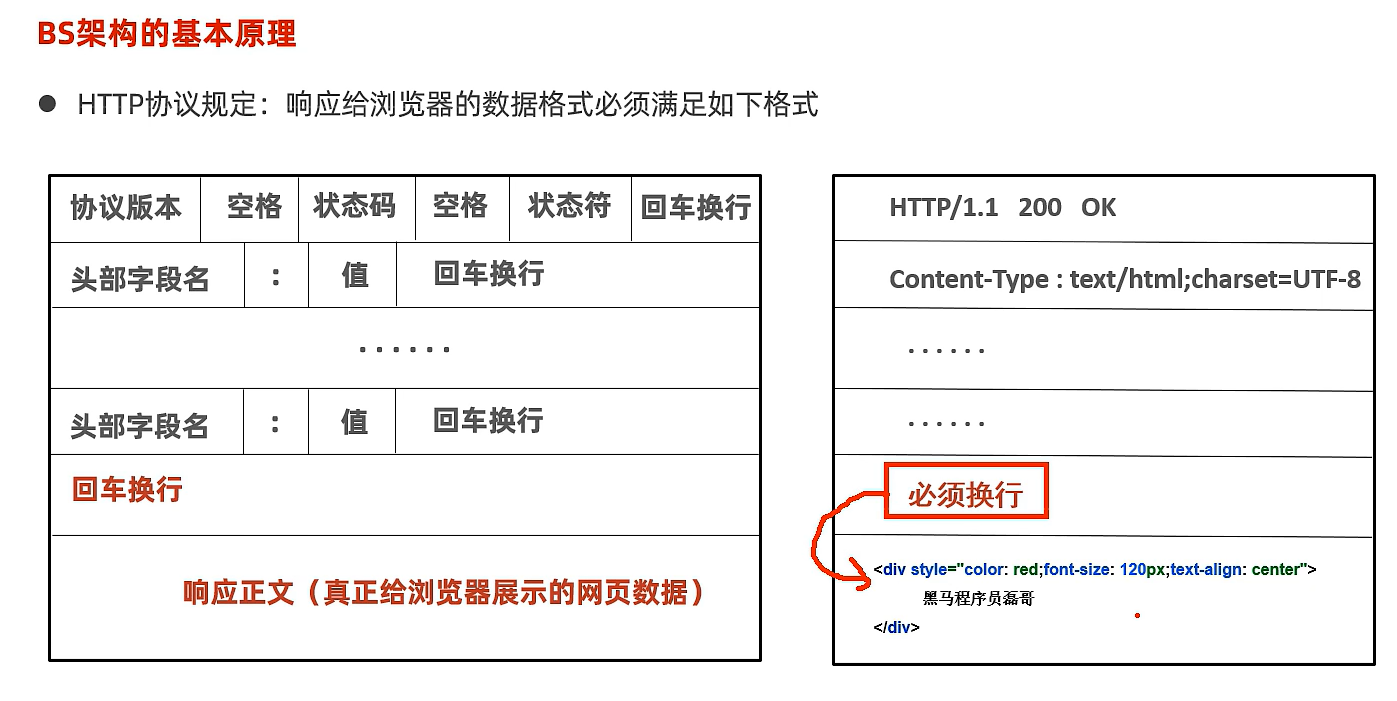 BS架构的基本原理
● HTTP协议规定：响应给浏览器的数据格式必须满足如下格式
协议版本 空格 状态码 空格 状态符 回车换行
头部字段名 : 值 回车换行
······
头部字段名 : 值 回车换行
回车换行
响应正文（真正给浏览器展示的网页数据）
HTTP/1.1 200 OK
Content-Type : text/html;charset=UTF-8
······
······
必须换行
<div style="color: red;font-size: 120px;text-align: center">
黑马程序员磊哥
</div>